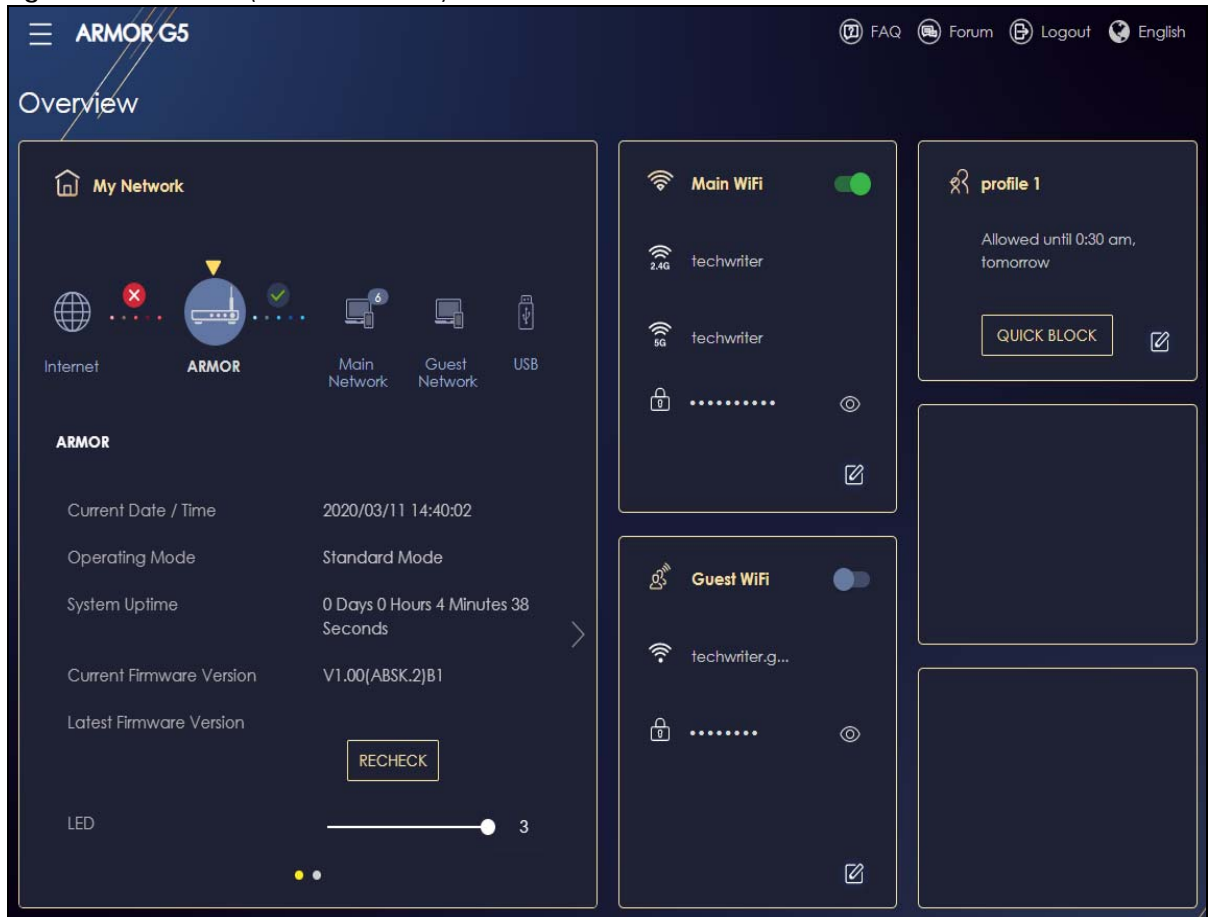 ARMOR G5
FAQ
Forum
Logout
English
Overview
My Network
6
Internet
ARMOR
Main
Network
Guest
Network
USB
ARMOR
Current Date / Time 2020/03/11 14:40:02
Operating Mode Standard Mode
System Uptime 0 Days 0 Hours 4 Minutes 38
Seconds
Current Firmware Version V1.00(ABSK.2)B1
Latest Firmware Version
RECHECK
LED 3
Main WiFi
2.4G techwriter
5G techwriter
••••••••••
Guest WiFi
techwriter.g...
••••••••
profile 1
Allowed until 0:30 am,
tomorrow
QUICK BLOCK